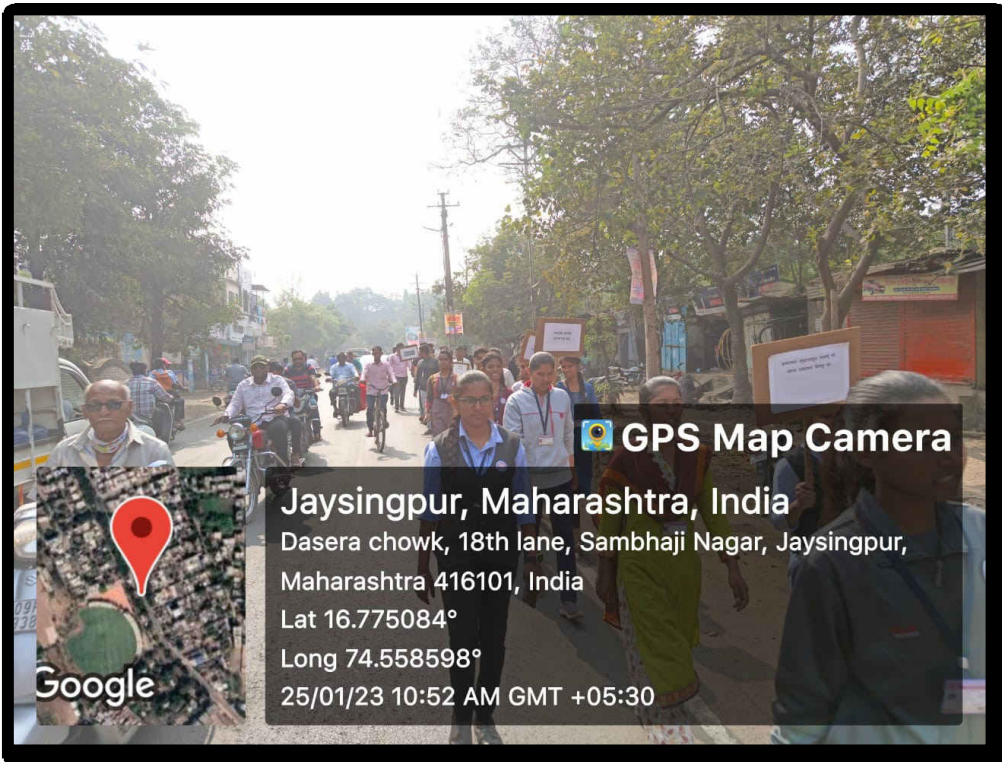 GPS Map Camera
Jaysingpur, Maharashtra, India
Dasera chowk, 18th lane, Sambhaji Nagar, Jaysingpur,
Maharashtra 416101, India
Lat 16.775084°
Long 74.558598°
25/01/23 10:52 AM GMT +05:30
Google